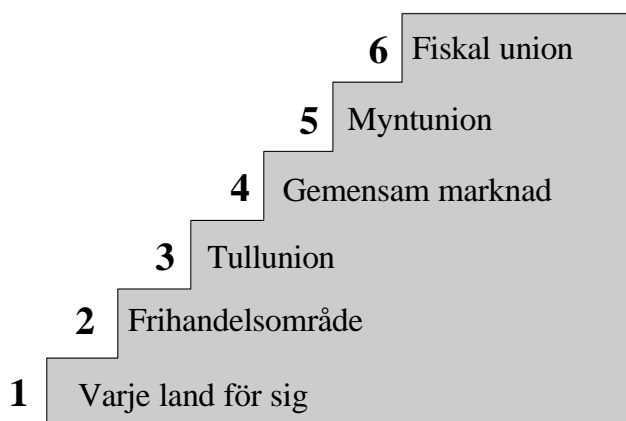 6 Fiskal union
5 Myntunion
4 Gemensam marknad
3 Tullunion
2 Frihandelsområde
1 Varje land för sig